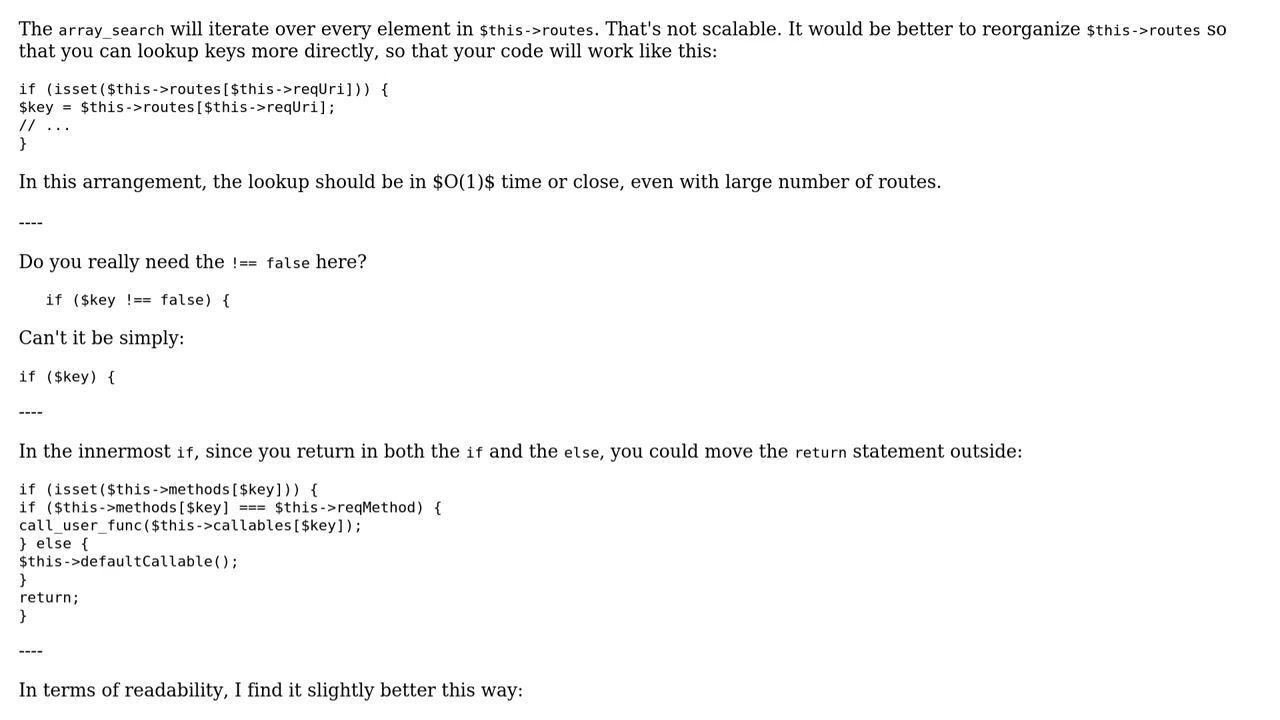 The array_search will iterate over every element in $this->routes. That's not scalable. It would be better to reorganize $this->routes so
that you can lookup keys more directly, so that your code will work like this:
if (isset($this->routes[$this->reqUri])) {
$key = $this->routes[$this->reqUri];
// ...
}
In this arrangement, the lookup should be in $O(1)$ time or close, even with large number of routes.
----
Do you really need the !== false here?
if ($key !== false) {
Can't it be simply:
if ($key) {
----
In the innermost if, since you return in both the if and the else, you could move the return statement outside:
if (isset($this->methods[$key])) {
if ($this->methods[$key] === $this->reqMethod) {
call_user_func($this->callables[$key]);
} else {
$this->defaultCallable();
}
return;
}
----
In terms of readability, I find it slightly better this way: